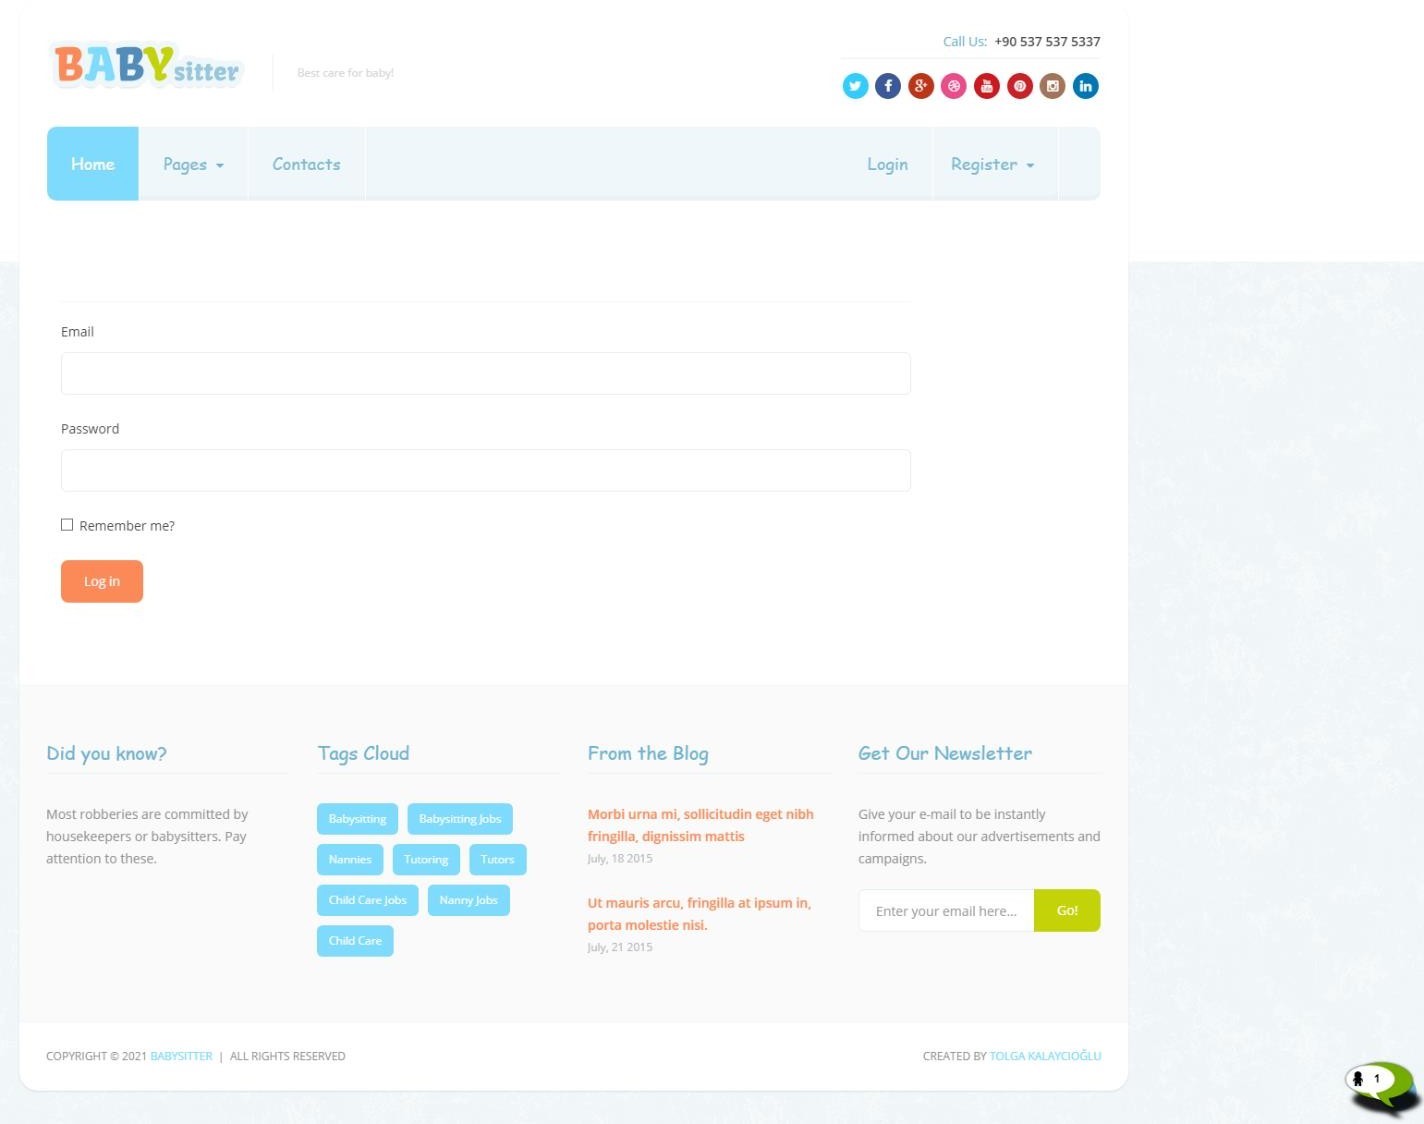 BABYsitter
Best care for baby!
Call Us: +90 537 537 5337
Home
Pages
Contacts
Login
Register
Email
Password
Remember me?
Log in
Did you know?
Most robberies are committed by
housekeepers or babysitters. Pay
attention to these.
Tags Cloud
Babysitting
Babysitting Jobs
Nannies
Tutoring
Tutors
Child Care Jobs
Nanny Jobs
Child Care
From the Blog
Morbi urna mi, sollicitudin eget nibh
fringilla, dignissim mattis
July, 18 2015
Ut mauris arcu, fringilla at ipsum in,
porta molestie nisi.
July, 21 2015
Get Our Newsletter
Give your e-mail to be instantly
informed about our advertisements and
campaigns.
Enter your email here...
Go!
COPYRIGHT © 2021 BABYSITTER | ALL RIGHTS RESERVED
CREATED BY TOLGA KALAYCIOĞLU
1